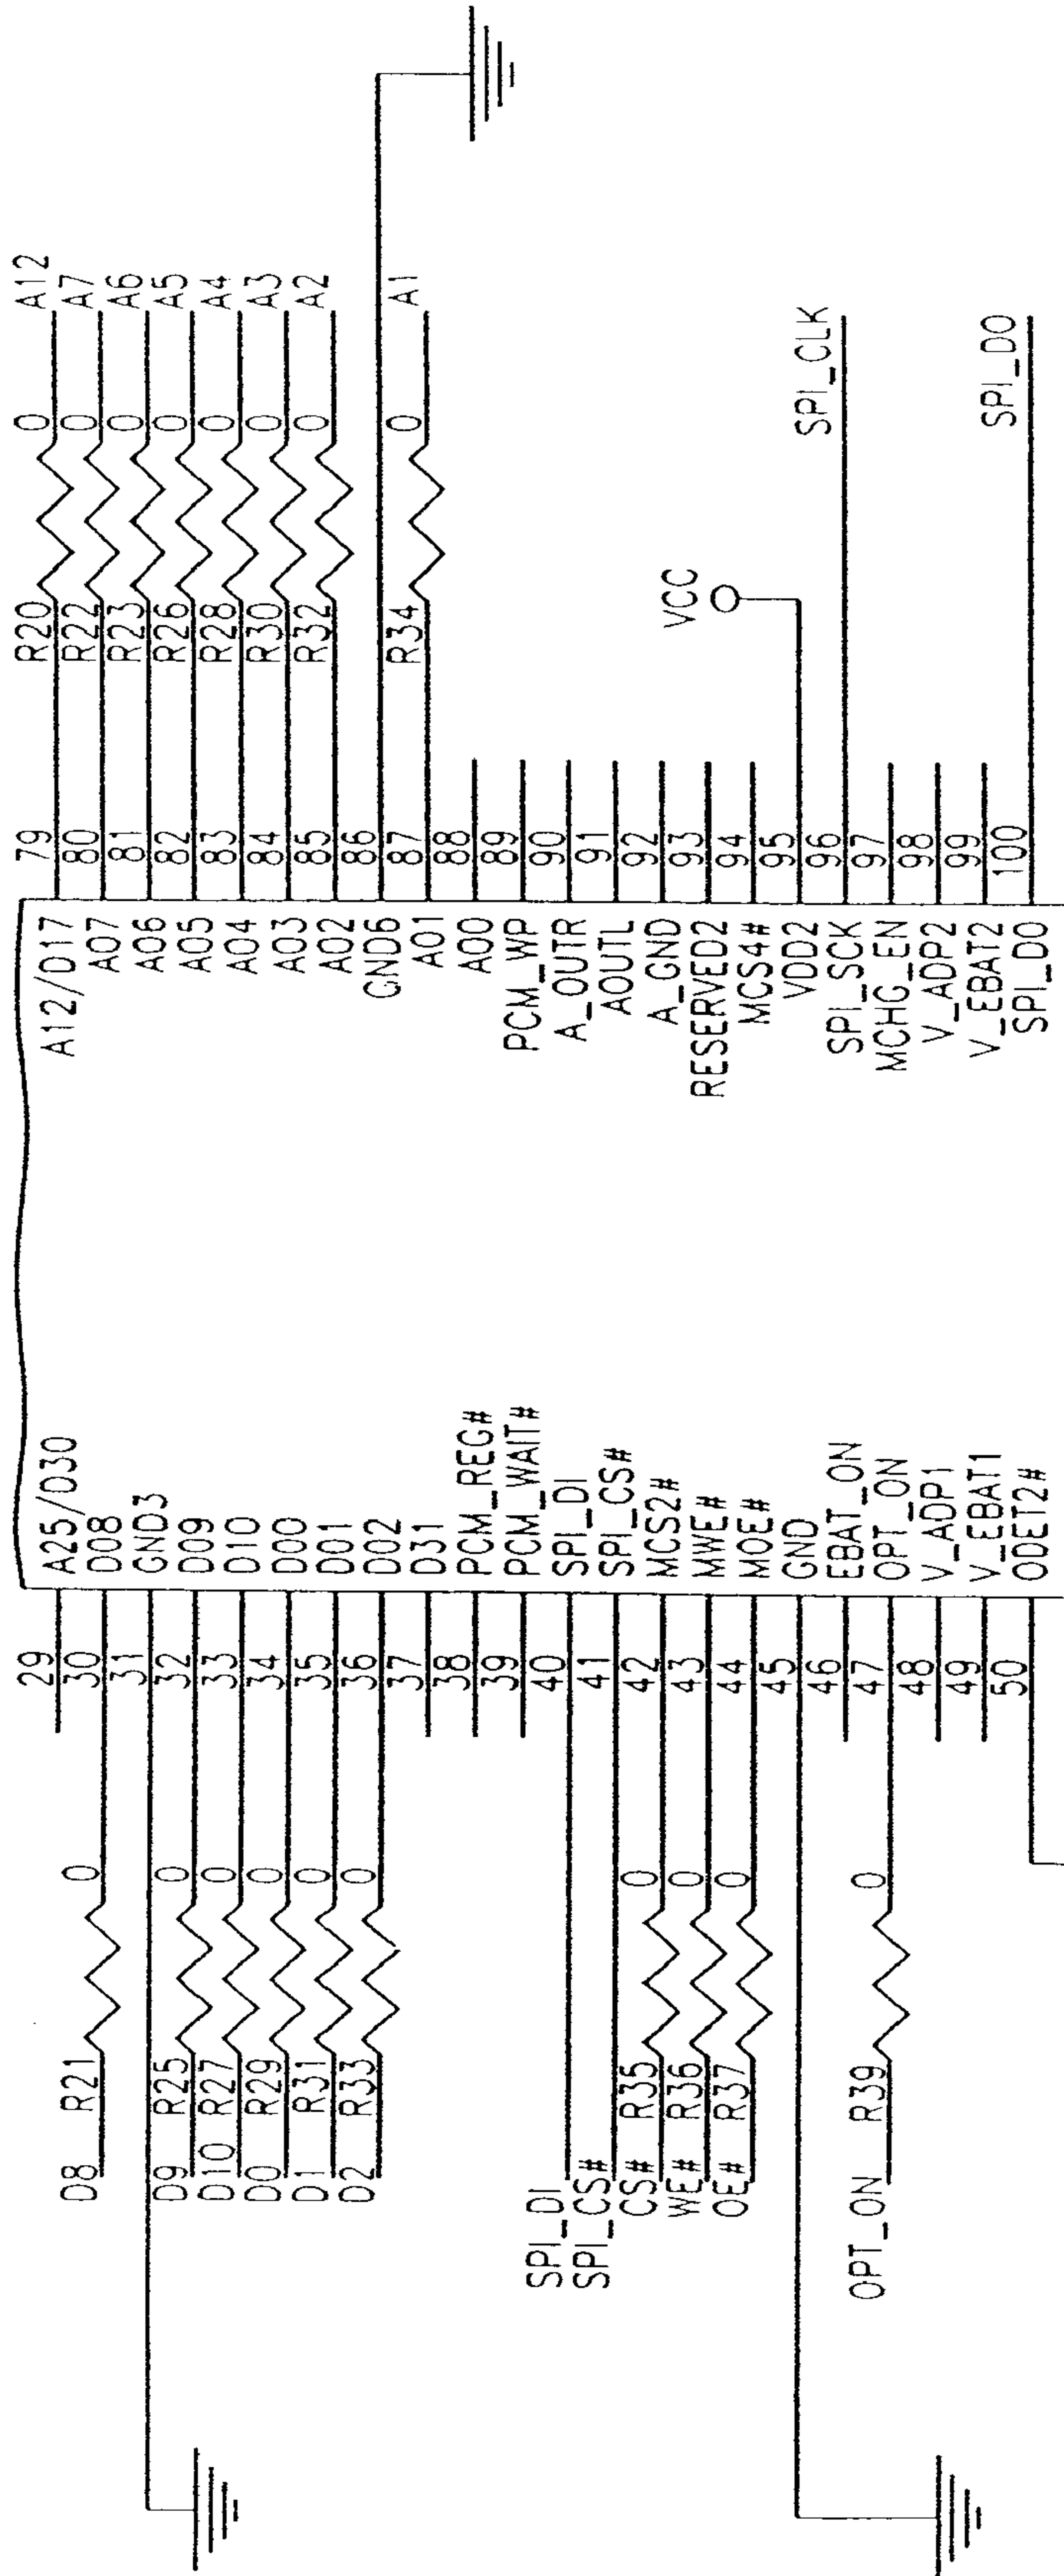 29 A25/D30 A12/D17 79 R20 0 A12
D8 R21 0 30 D08 A07 80 R22 0 A7
31 GND3 A06 81 R23 0 A6
D9 R25 0 32 D09 A05 82 R26 0 A5
D10 R27 0 33 D10 A04 83 R28 0 A4
D0 R29 0 34 D00 A03 84 R30 0 A3
D1 R31 0 35 D01 A02 85 R32 0 A2
D2 R33 0 36 D02 GND6 86
37 D31 A01 87 R34 0 A1
38 PCM_REG# A00 88
39 PCM_WAIT# PCM_WP 89
SPI_DI 40 SPI_DI A_OUTR 90
SPI_CS# 41 SPI_CS# AOUTL 91
CS# R35 0 42 MCS2# A_GND 92
WE# R36 0 43 MWE# RESERVED2 93
OE# R37 0 44 MOE# MCS4# 94
VCC
45 GND VDD2 95
46 EBAT_ON SPI_SCK 96 SPI_CLK
OPT_ON R39 0 47 OPT_ON MCHG_EN 97
48 V_ADP1 V_ADP2 98
49 V_EBAT1 V_EBAT2 99
50 ODET2# SPI_DO 100 SPI_DO